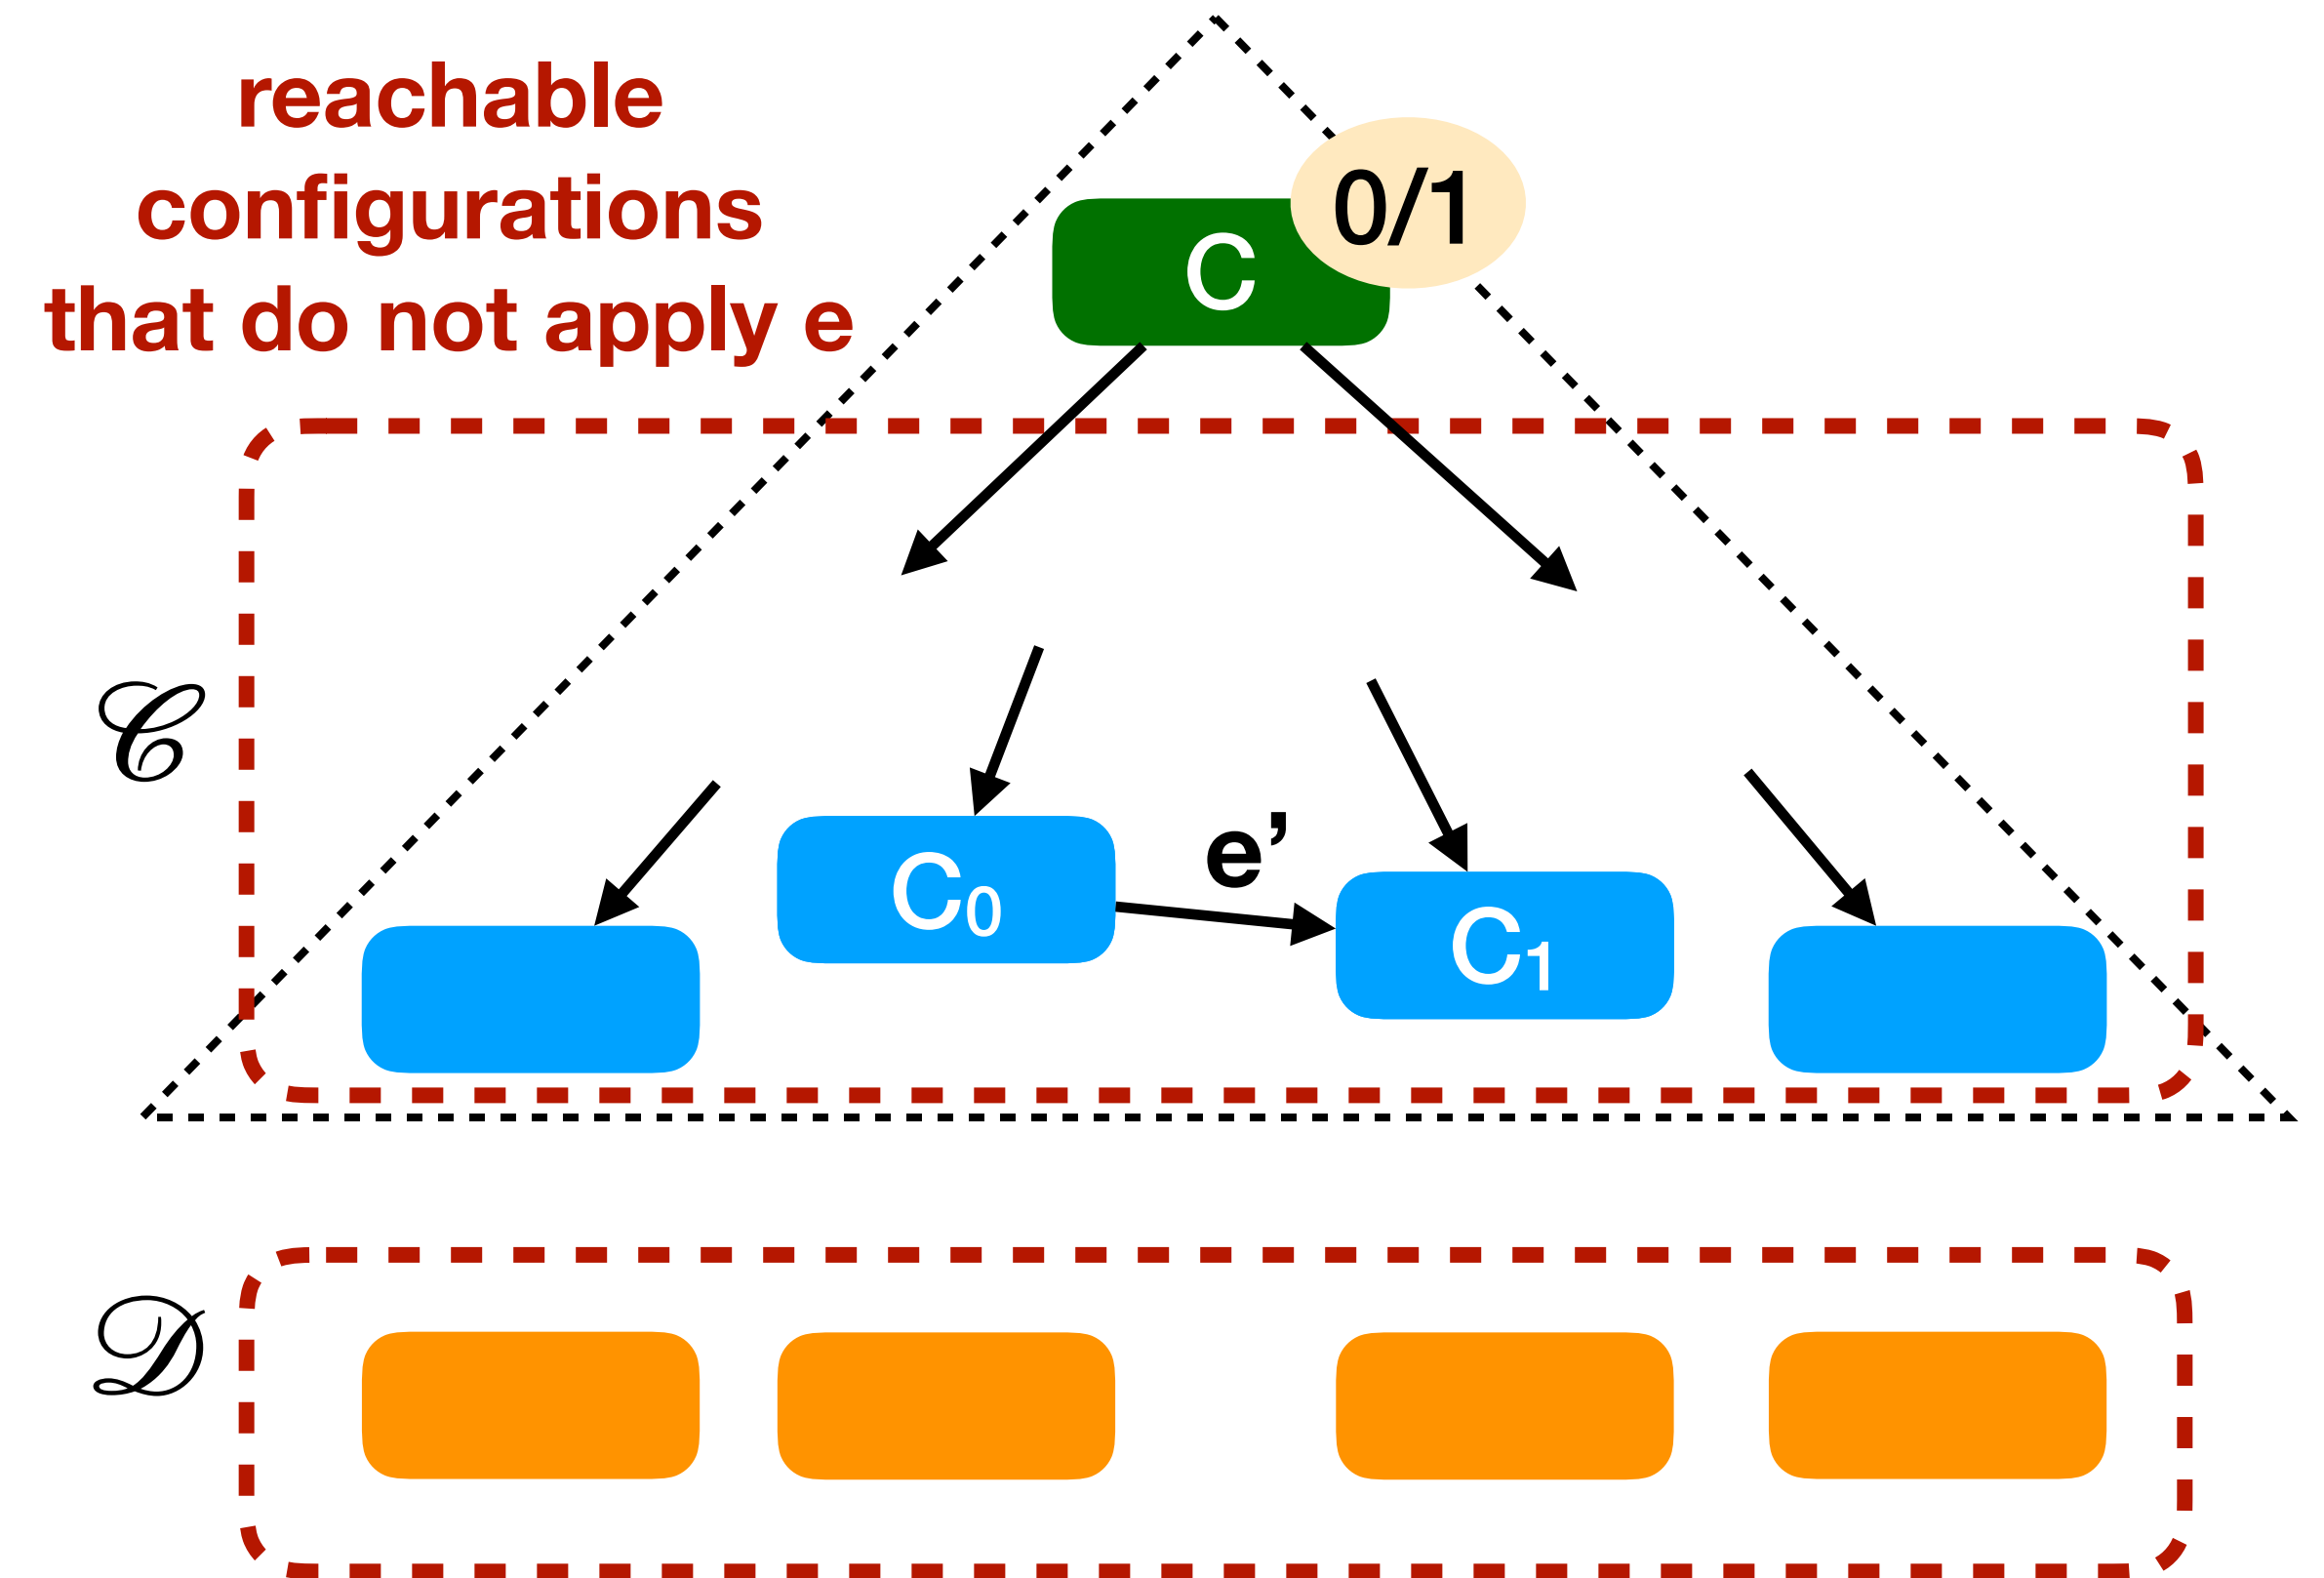 reachable
configurations
that do not apply e
0/1
C
𝒞
C₀
e’
C₁
𝒟